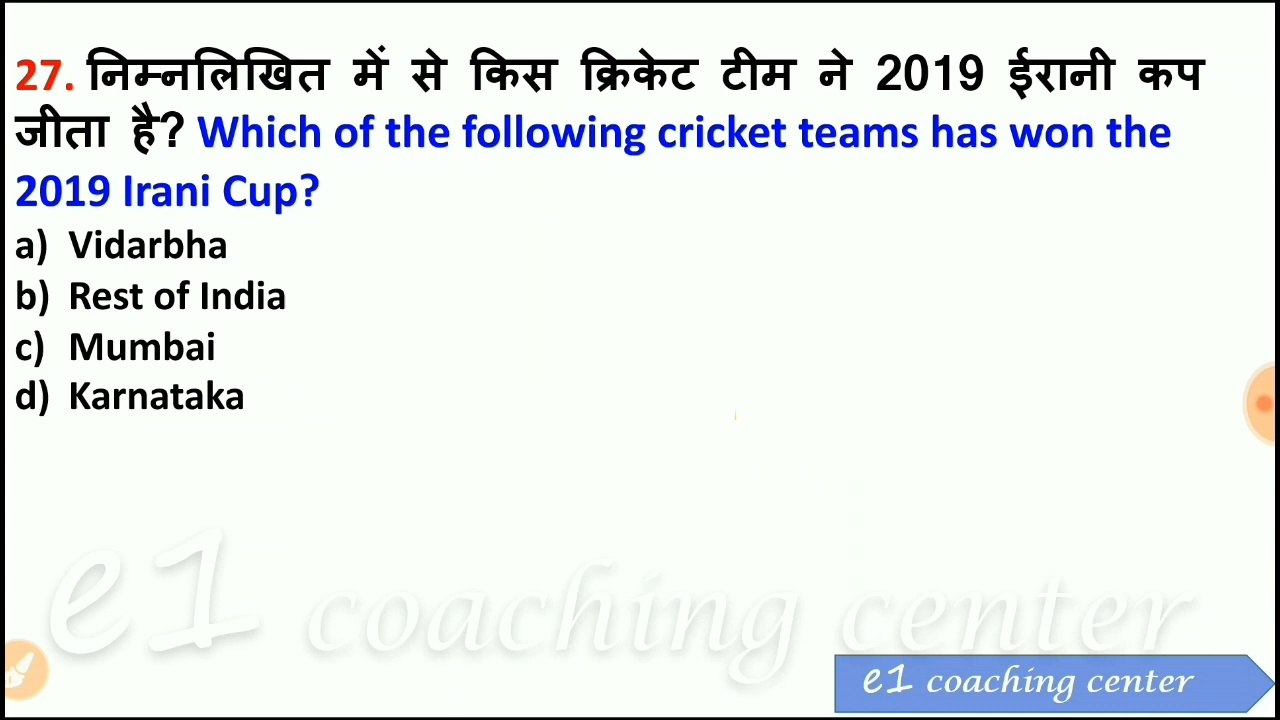 27. निम्नलिखित में से किस क्रिकेट टीम ने 2019 ईरानी कप
जीता है? Which of the following cricket teams has won the
2019 Irani Cup?
a) Vidarbha
b) Rest of India
c) Mumbai
d) Karnataka
e1 coaching center
e1 coaching center